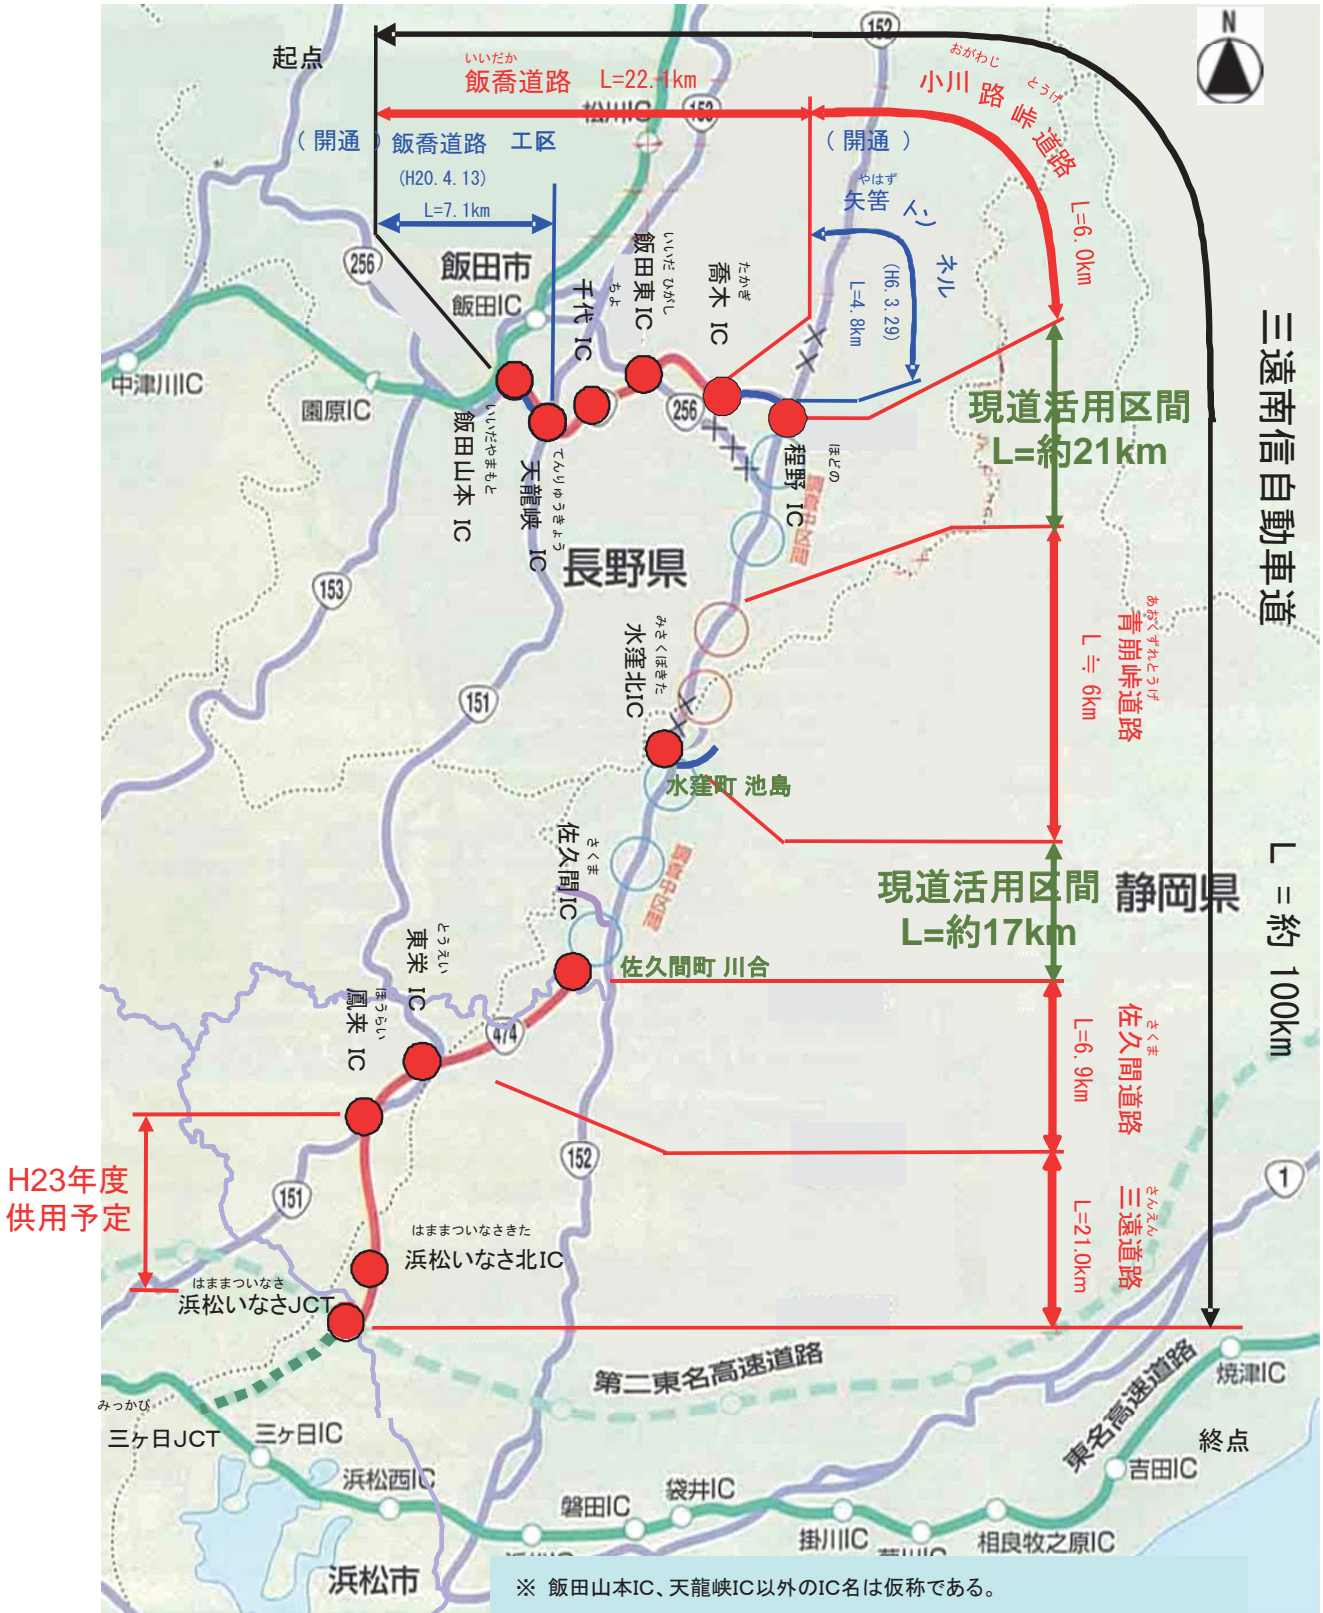 起点
152
N
いいだか
飯喬道路 L=22.1km
おがわじ とうげ
小川路峠道路 L=6.0km
松川IC
153
(開通)
飯喬道路 工区
(H20.4.13)
L=7.1km
(開通)
やはず
矢筈トンネル
(H6.3.29)
L=4.8km
256
飯田市
飯田IC
ちよ
千代 IC
いいだひがし
飯田東IC
たかぎ
喬木 IC
中津川IC
園原IC
256
いいだやまもと
飯田山本 IC
てんりゅうきょう
天龍峡 IC
ほどの
程野 IC
現道活用区間
L=約21km
三遠南信自動車道 L=約 100km
長野県
153
みさくぼきた
水窪北IC
あおくずれとうげ
青崩峠道路
L≒6km
151
水窪町 池島
さくま
佐久間IC
現道活用区間
L=約17km
静岡県
とうえい
東栄 IC
佐久間町 川合
ほうらい
鳳来 IC
474
さくま
佐久間道路
L=6.9km
H23年度
供用予定
152
151
1
さんえん
三遠道路
L=21.0km
はままついなさきた
浜松いなさ北IC
はままついなさ
浜松いなさJCT
第二東名高速道路
東名高速道路
焼津IC
みっかび
三ヶ日JCT
三ヶ日IC
終点
浜松西IC
吉田IC
袋井IC
磐田IC
掛川IC
相良牧之原IC
浜松市
※ 飯田山本IC、天龍峡IC以外のIC名は仮称である。